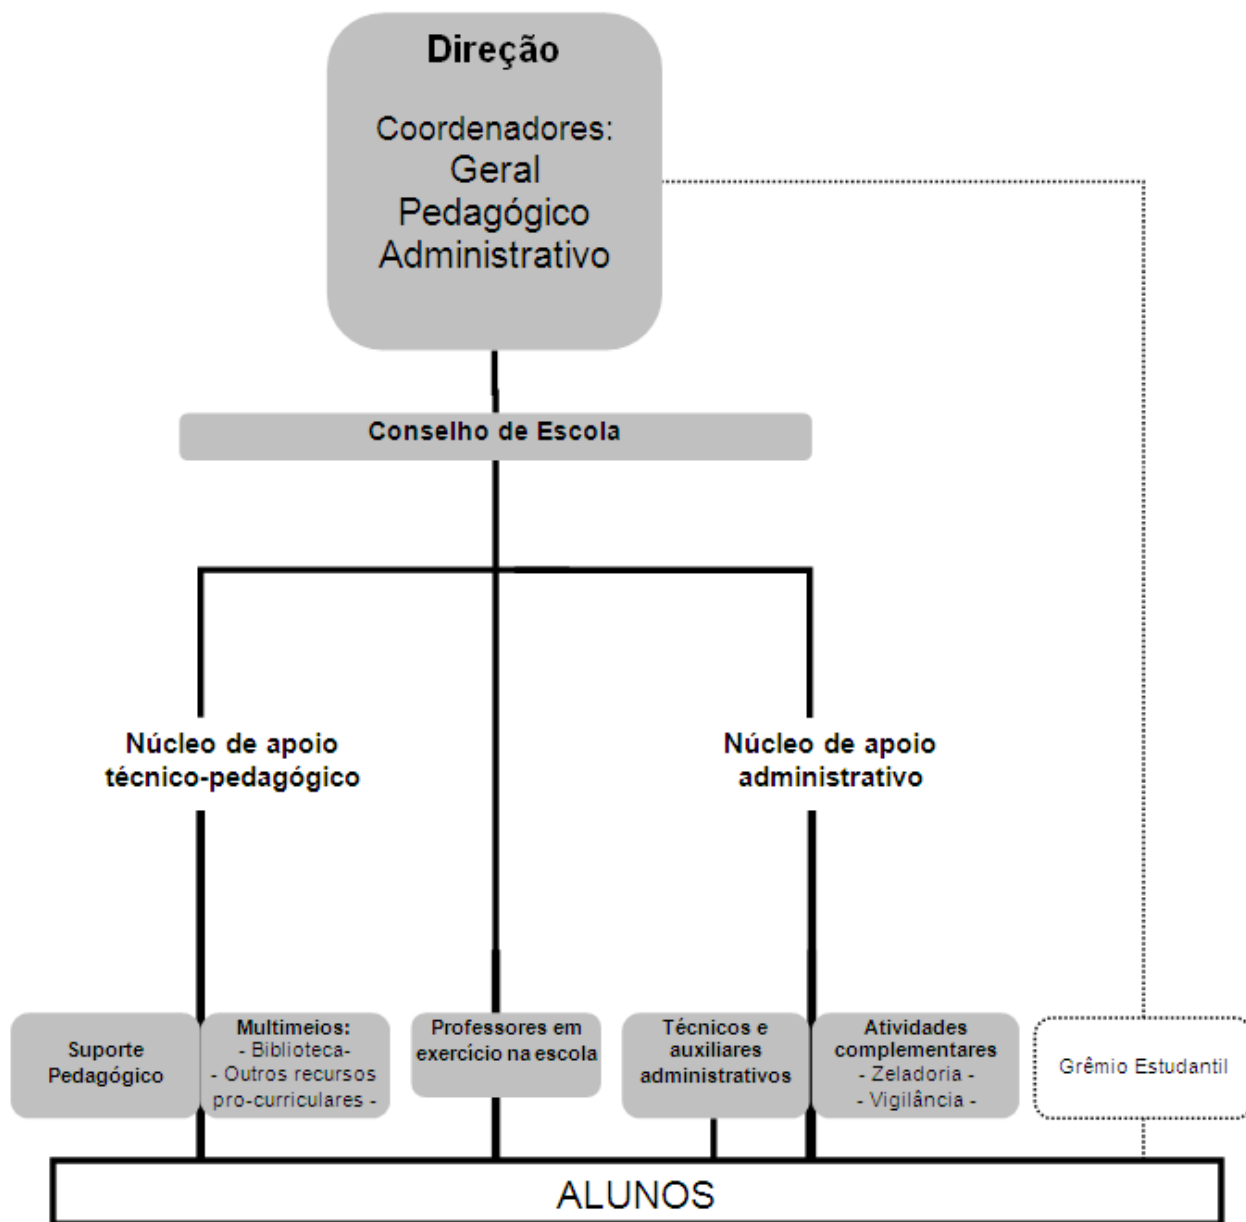 Direção
Coordenadores:
Geral
Pedagógico
Administrativo
Conselho de Escola
Núcleo de apoio
técnico-pedagógico
Núcleo de apoio
administrativo
Suporte
Pedagógico
Multimeios:
- Biblioteca-
- Outros recursos
pro-curriculares -
Professores em
exercício na escola
Técnicos e
auxiliares
administrativos
Atividades
complementares
- Zeladoria -
- Vigilância -
Grêmio Estudantil
ALUNOS